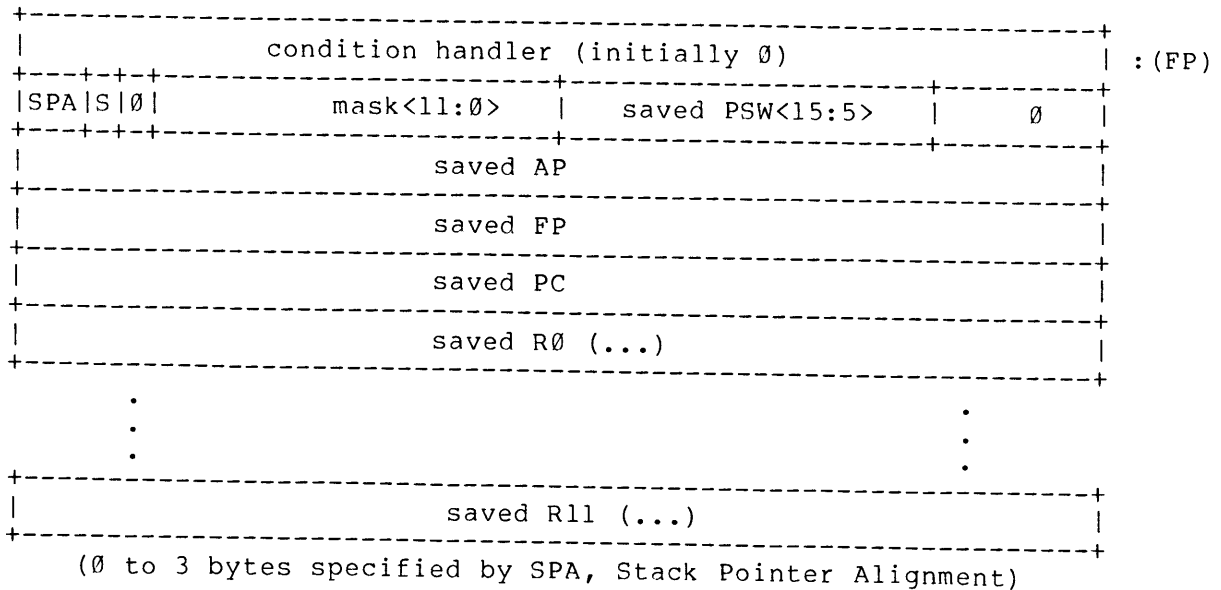 condition handler (initially Ø) :(FP)
|SPA|S|Ø| mask<11:Ø> | saved PSW<15:5> | Ø |
saved AP
saved FP
saved PC
saved RØ (...)
saved R11 (...)
(Ø to 3 bytes specified by SPA, Stack Pointer Alignment)